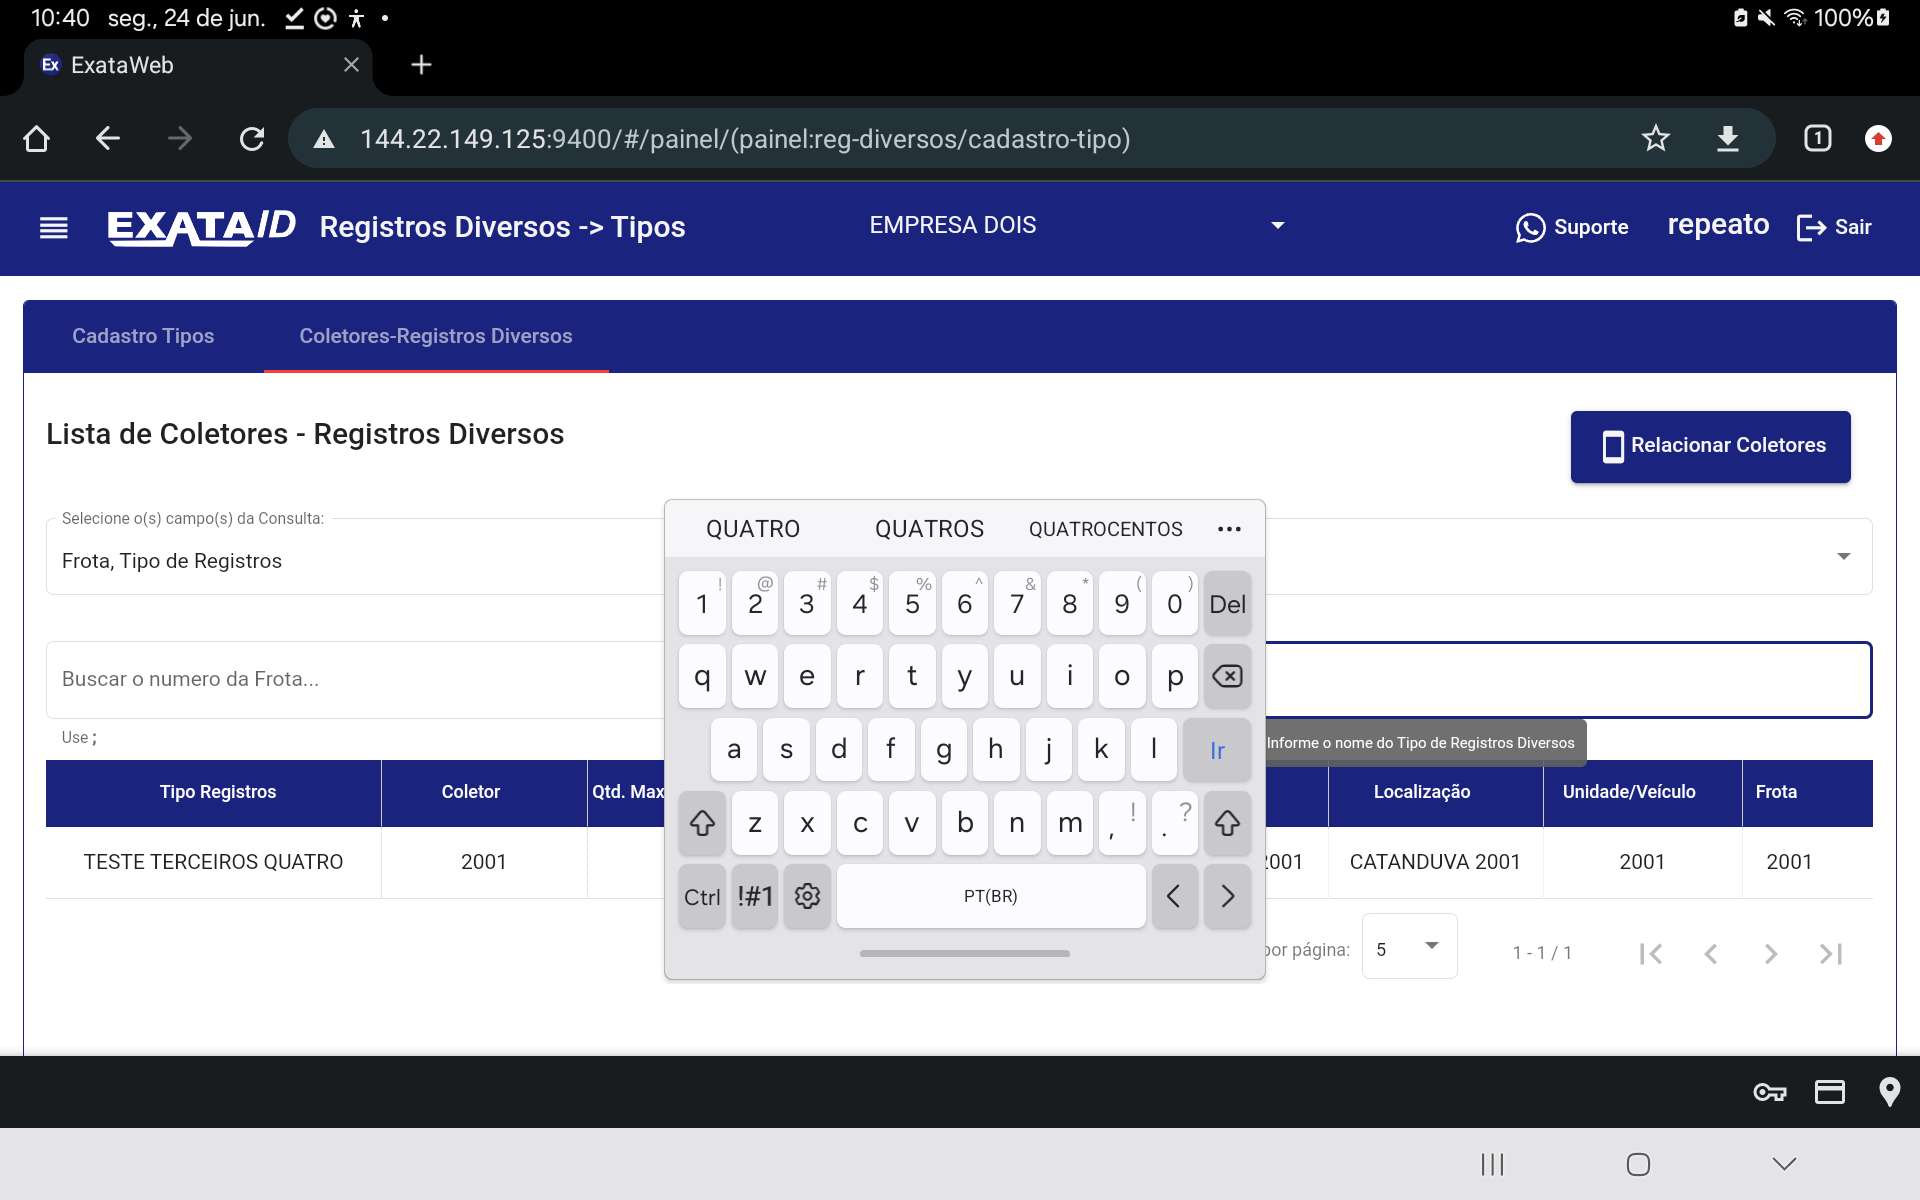 10:40 seg., 24 de jun.
100%
Ex ExataWeb
144.22.149.125:9400/#/painel/(painel:reg-diversos/cadastro-tipo)
1
EXATAID Registros Diversos -> Tipos EMPRESA DOIS Suporte repeato Sair
Cadastro Tipos Coletores-Registros Diversos
Lista de Coletores - Registros Diversos
Relacionar Coletores
Selecione o(s) campo(s) da Consulta:
Frota, Tipo de Registros
Buscar o numero da Frota...
Use ;
Informe o nome do Tipo de Registros Diversos
Tipo Registros Coletor Qtd. Max Localização Unidade/Veículo Frota
TESTE TERCEIROS QUATRO 2001 2001 CATANDUVA 2001 2001 2001
por página: 5 1 - 1 / 1
QUATRO QUATROS QUATROCENTOS ...
! @ # $ % ^ & * ( )
1 2 3 4 5 6 7 8 9 0 Del
q w e r t y u i o p
a s d f g h j k l Ir
z x c v b n m , ! . ?
Ctrl !#1 PT(BR) < >